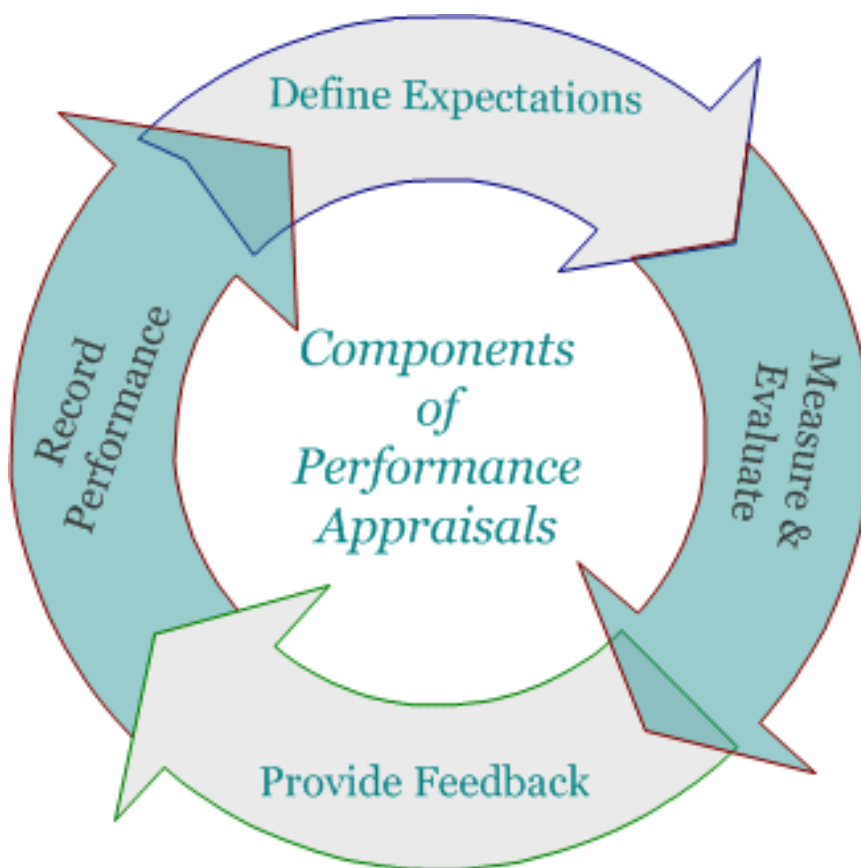 Define Expectations
Measure &
Evaluate
Provide Feedback
Record
Performance
Components
of
Performance
Appraisals